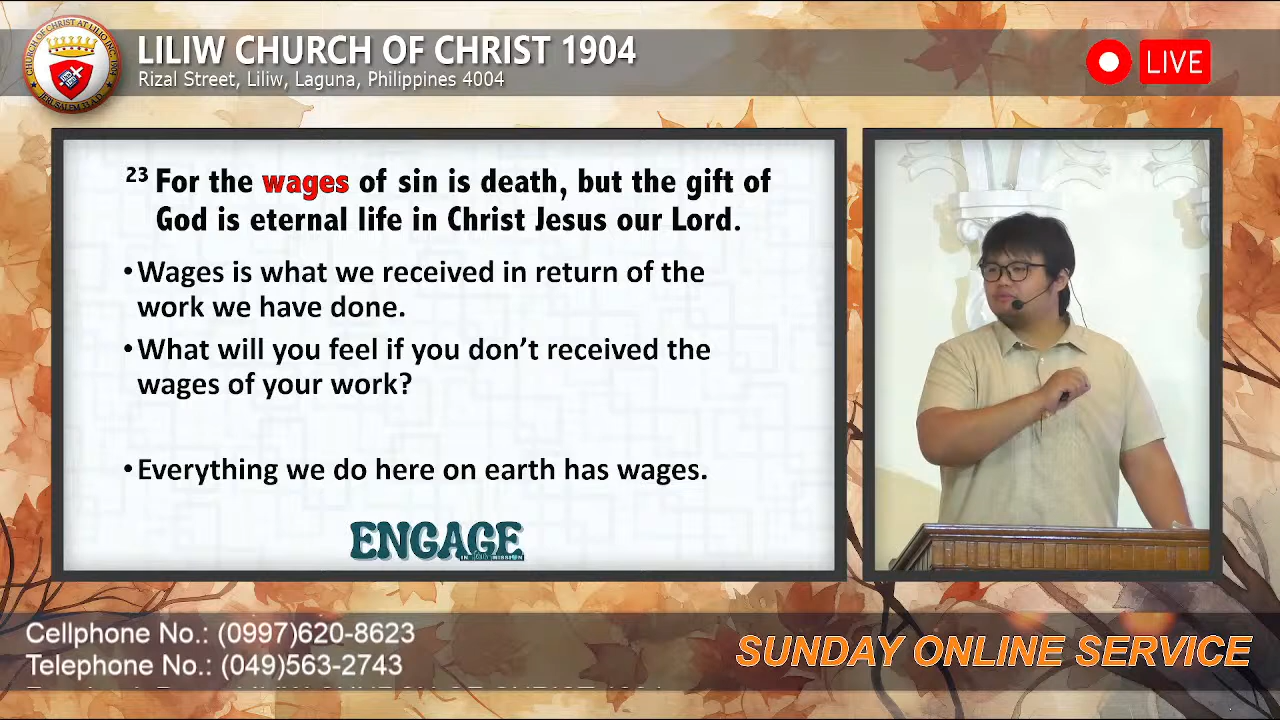 LILIW CHURCH OF CHRIST 1904
Rizal Street, Liliw, Laguna, Philippines 4004
LIVE
23 For the wages of sin is death, but the gift of
God is eternal life in Christ Jesus our Lord.
•Wages is what we received in return of the
work we have done.
•What will you feel if you don't received the
wages of your work?
•Everything we do here on earth has wages.
ENGAGE
Cellphone No.: (0997)620-8623
Telephone No.: (049)563-2743
SUNDAY ONLINE SERVICE